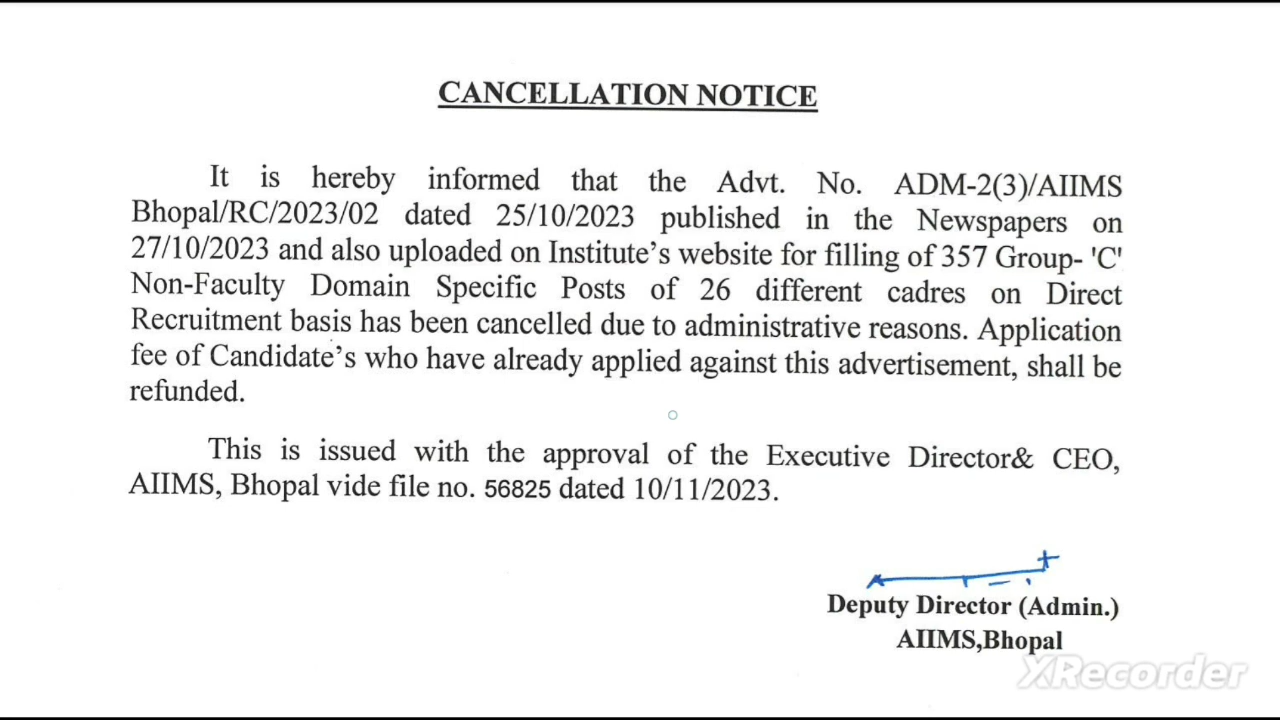 CANCELLATION NOTICE
It is hereby informed that the Advt. No. ADM-2(3)/AIIMS
Bhopal/RC/2023/02 dated 25/10/2023 published in the Newspapers on
27/10/2023 and also uploaded on Institute's website for filling of 357 Group- 'C'
Non-Faculty Domain Specific Posts of 26 different cadres on Direct
Recruitment basis has been cancelled due to administrative reasons. Application
fee of Candidate's who have already applied against this advertisement, shall be
refunded.
This is issued with the approval of the Executive Director& CEO,
AIIMS, Bhopal vide file no. 56825 dated 10/11/2023.
Deputy Director (Admin.)
AIIMS,Bhopal
XRecorder